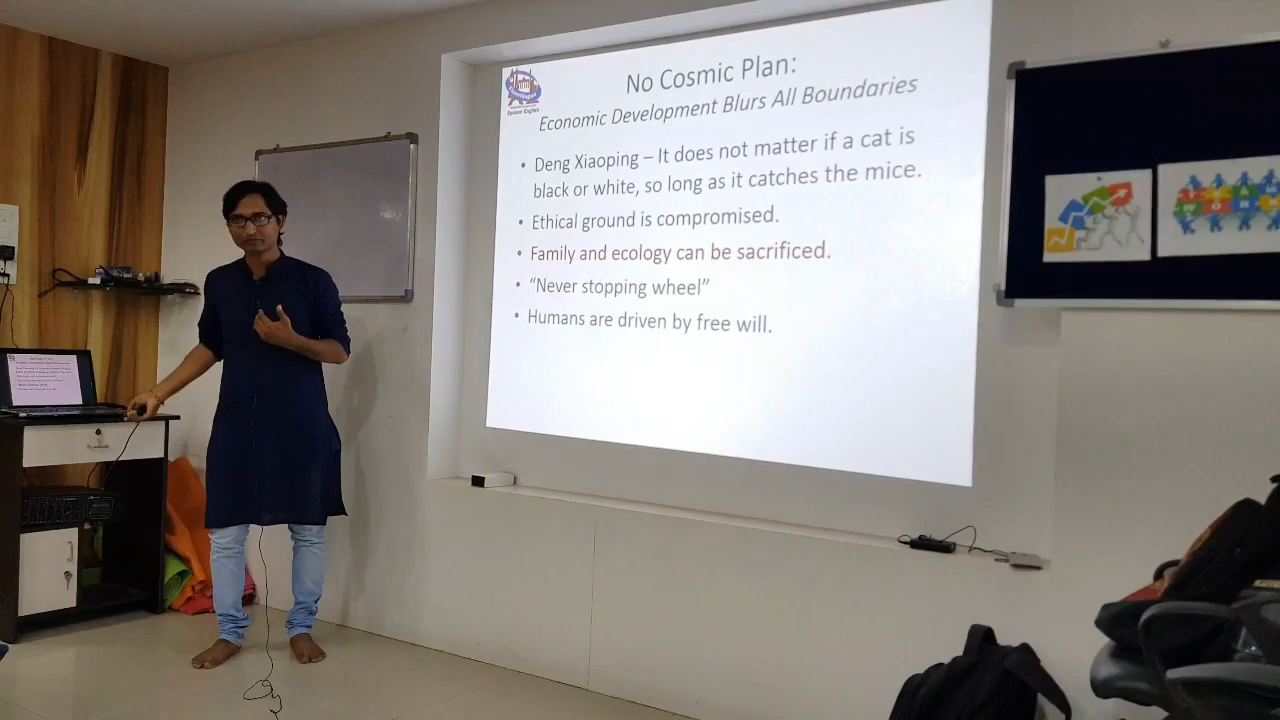 No Cosmic Plan:
Economic Development Blurs All Boundaries
• Deng Xiaoping – It does not matter if a cat is
black or white, so long as it catches the mice.
• Ethical ground is compromised.
• Family and ecology can be sacrificed.
• “Never stopping wheel”
• Humans are driven by free will.
Spoken English